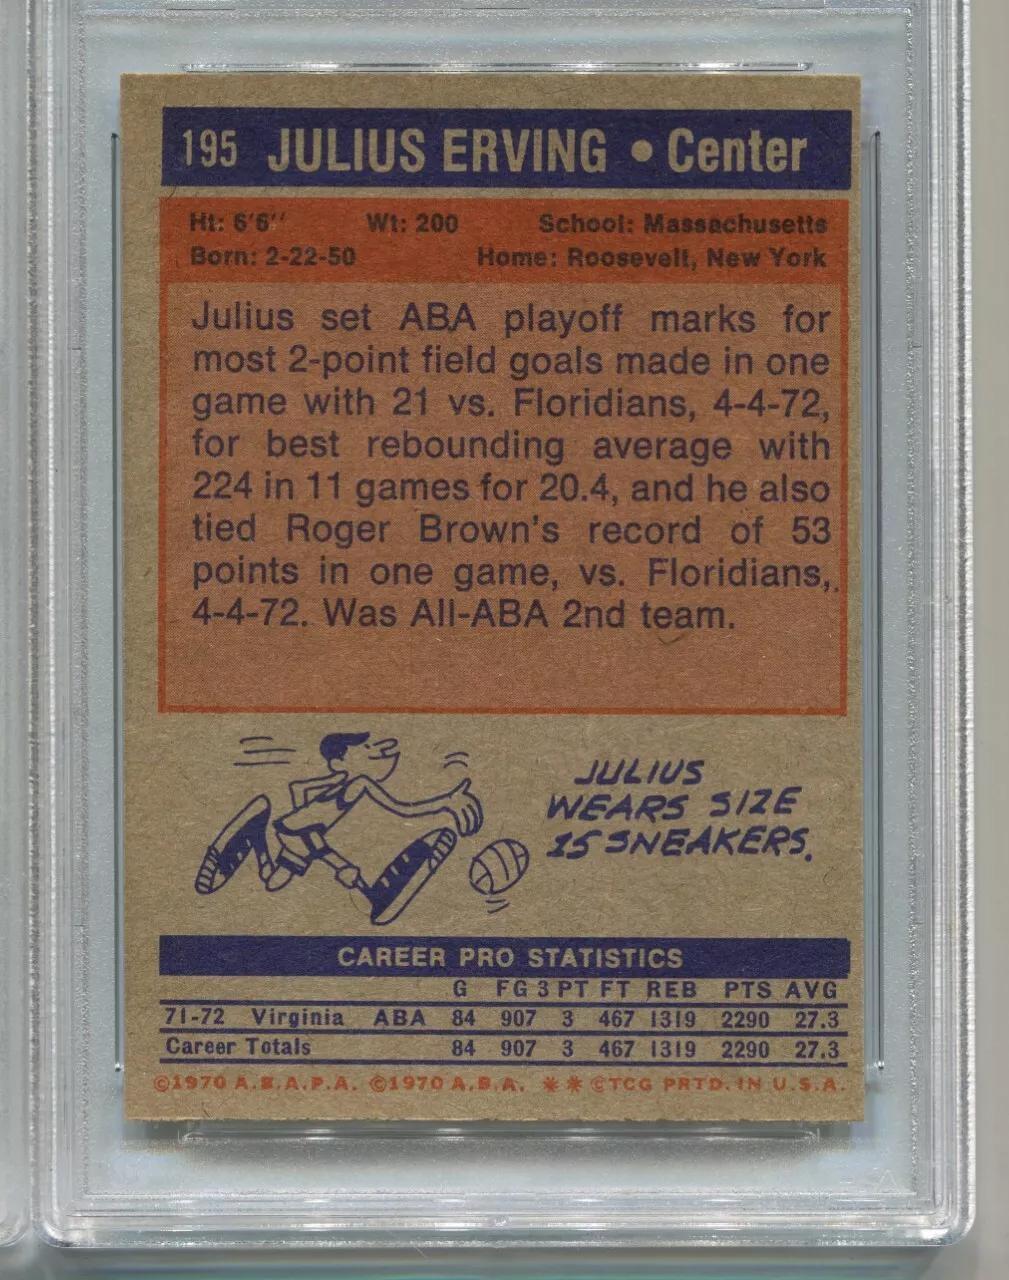 195 JULIUS ERVING • Center
Ht: 6'6" Wt: 200 School: Massachusetts
Born: 2-22-50 Home: Roosevelt, New York
Julius set ABA playoff marks for
most 2-point field goals made in one
game with 21 vs. Floridians, 4-4-72,
for best rebounding average with
224 in 11 games for 20.4, and he also
tied Roger Brown's record of 53
points in one game, vs. Floridians,
4-4-72. Was All-ABA 2nd team.
JULIUS
WEARS SIZE
15 SNEAKERS.
CAREER PRO STATISTICS
G FG 3 PT FT REB PTS AVG
71-72 Virginia ABA 84 907 3 467 1319 2290 27.3
Career Totals 84 907 3 467 1319 2290 27.3
©1970 A.B.A.P.A. ©1970 A.B.A. ** ©TCG PRTD. IN U.S.A.